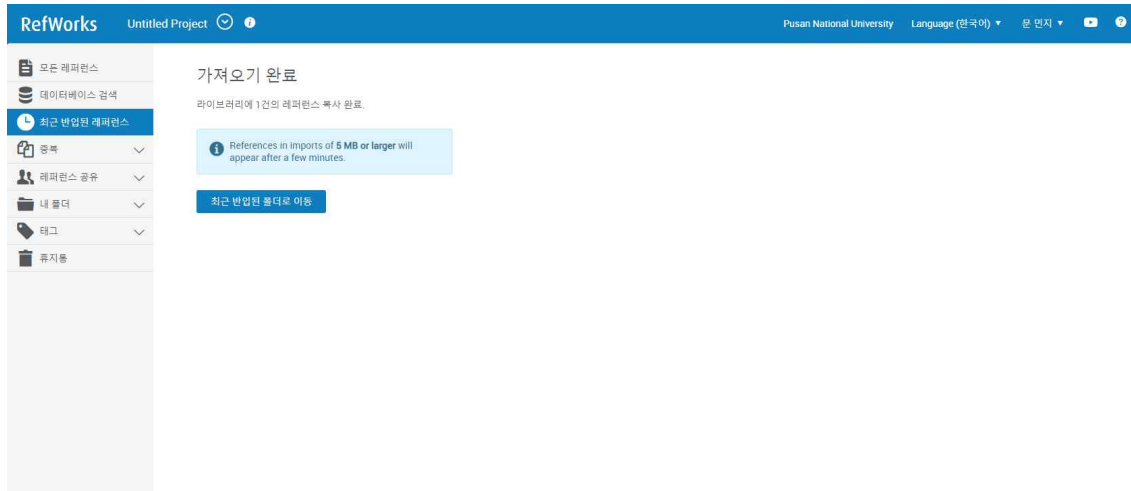 RefWorks Untitled Project
Pusan National University Language (한국어) 문 민지
모든 레퍼런스
데이터베이스 검색
최근 반입된 레퍼런스
중복
레퍼런스 공유
내 폴더
태그
휴지통
가져오기 완료
라이브러리에 1건의 레퍼런스 복사 완료.
References in imports of 5 MB or larger will
appear after a few minutes.
최근 반입된 폴더로 이동